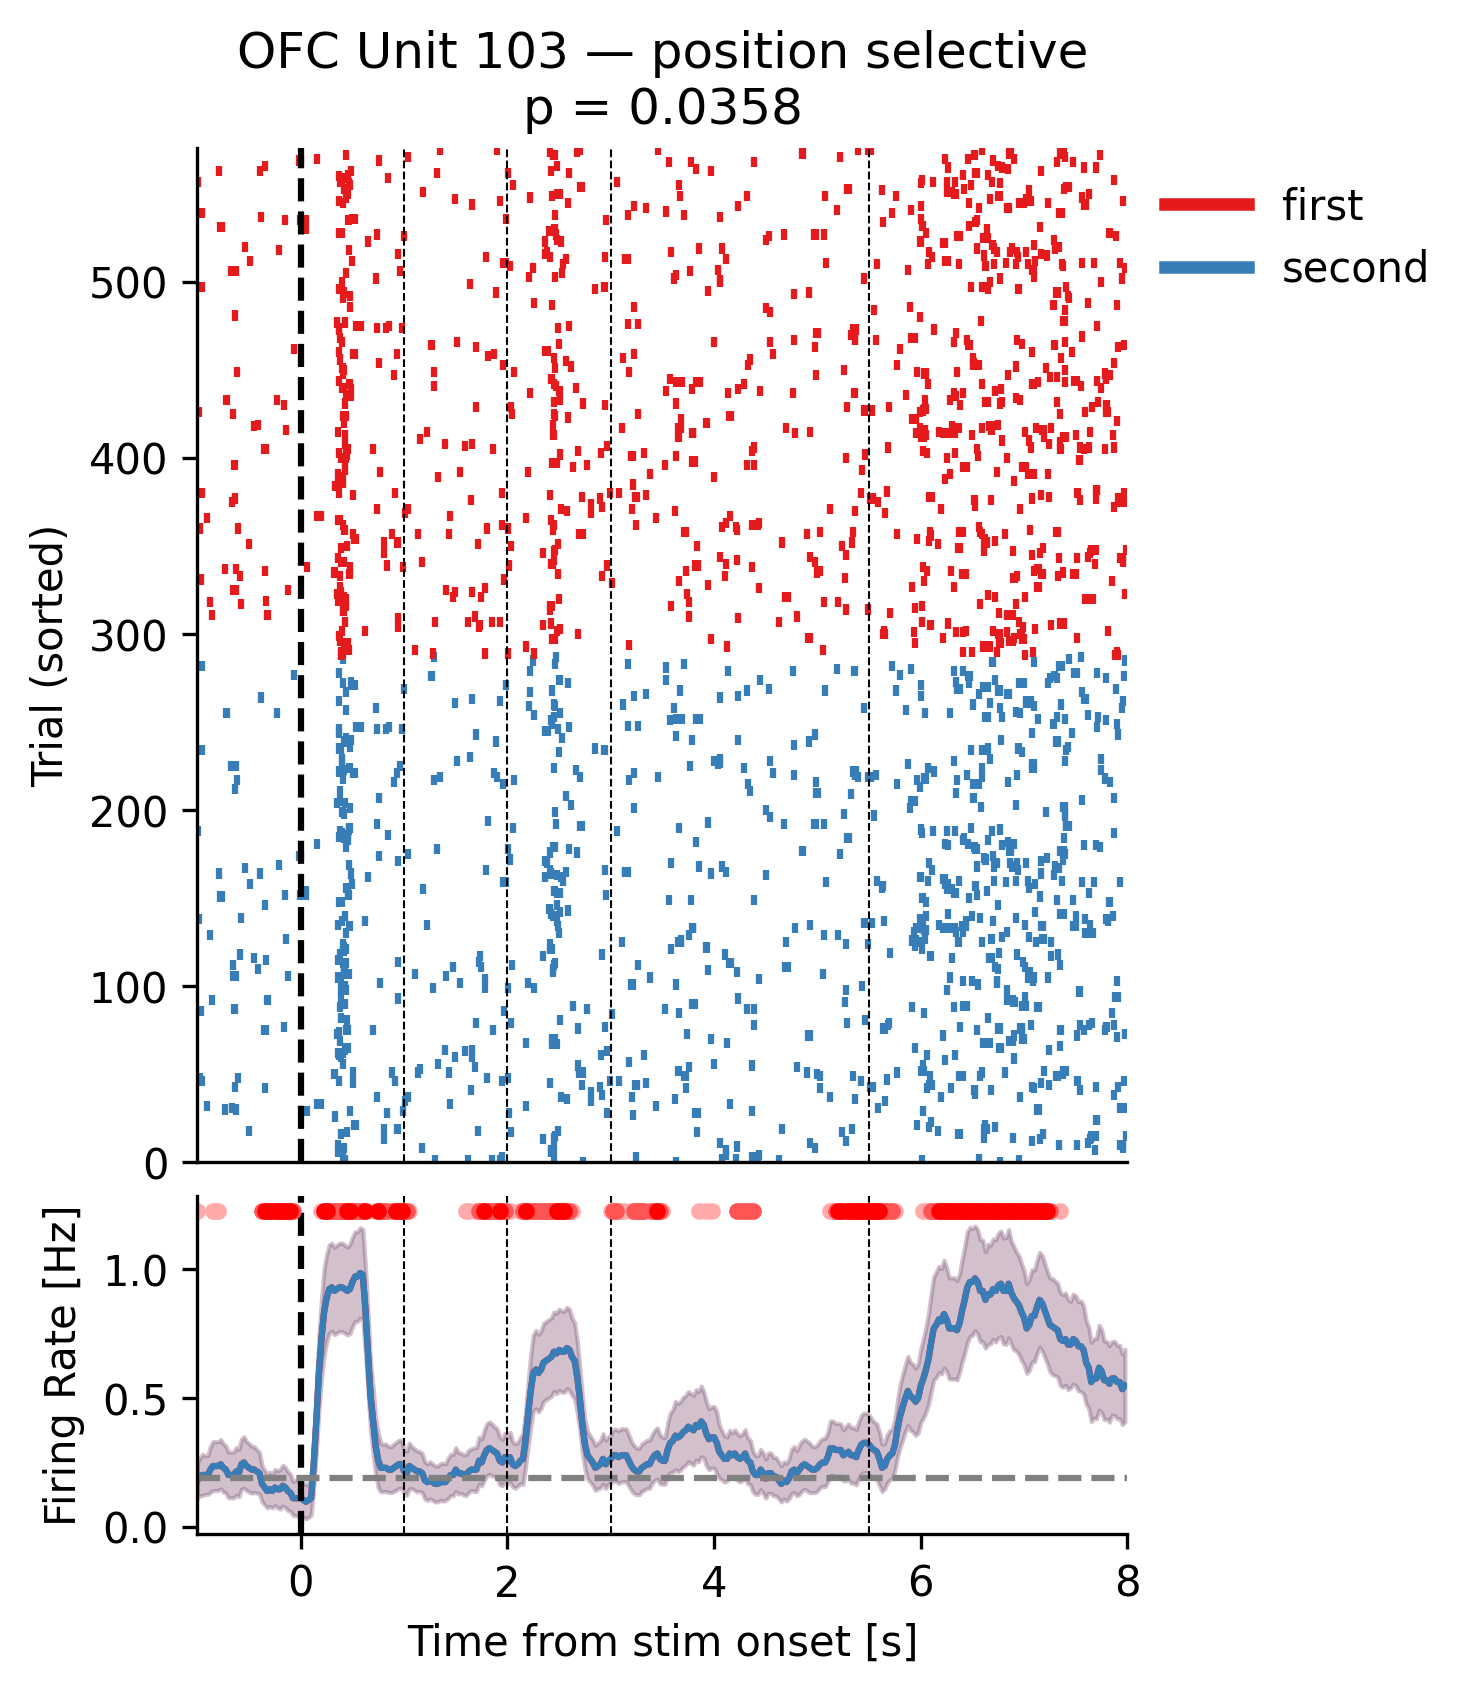 OFC Unit 103 — position selective
p = 0.0358
first
second
Trial (sorted)
500
400
300
200
100
0
Firing Rate [Hz]
1.0
0.5
0.0
0 2 4 6 8
Time from stim onset [s]